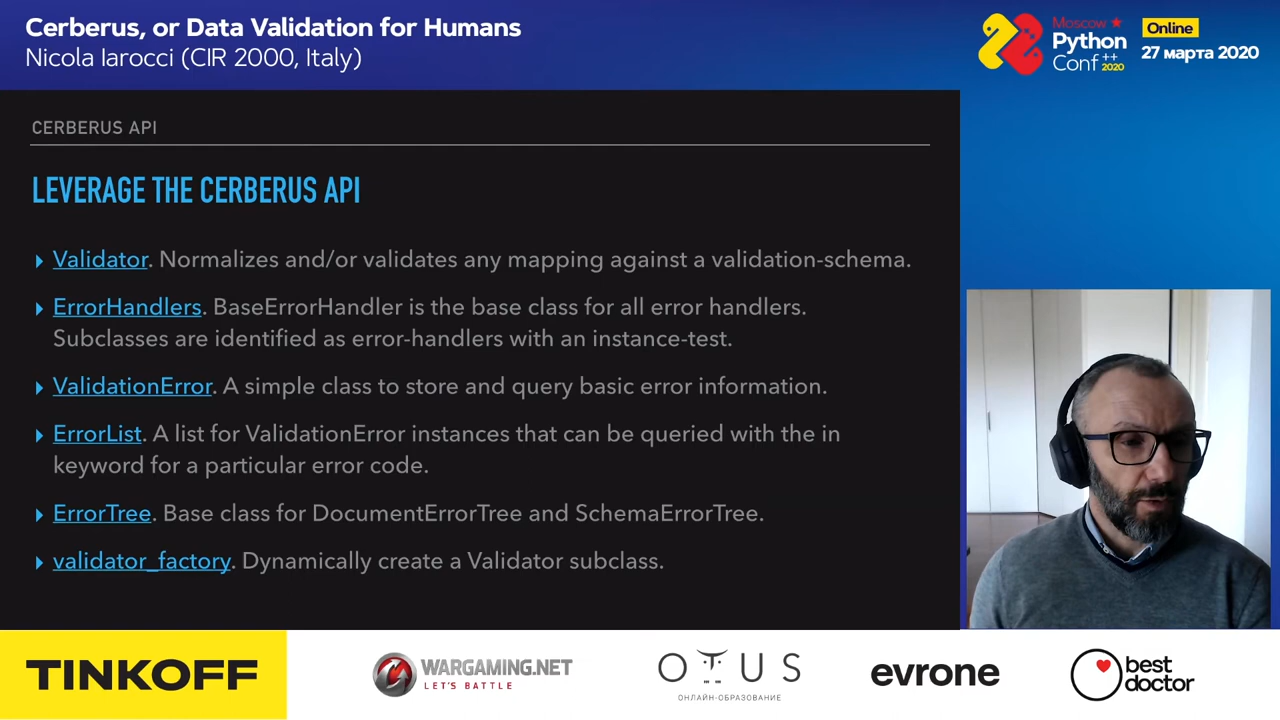 Cerberus, or Data Validation for Humans
Nicola Iarocci (CIR 2000, Italy)
Moscow
Python
Conf ++
2020
Online
27 марта 2020
CERBERUS API
LEVERAGE THE CERBERUS API
Validator. Normalizes and/or validates any mapping against a validation-schema.
ErrorHandlers. BaseErrorHandler is the base class for all error handlers.
Subclasses are identified as error-handlers with an instance-test.
ValidationError. A simple class to store and query basic error information.
ErrorList. A list for ValidationError instances that can be queried with the in
keyword for a particular error code.
ErrorTree. Base class for DocumentErrorTree and SchemaErrorTree.
validator_factory. Dynamically create a Validator subclass.
TINKOFF
WARGAMING.NET
LET'S BATTLE
OTUS
ОНЛАЙН-ОБРАЗОВАНИЕ
evrone
best
doctor